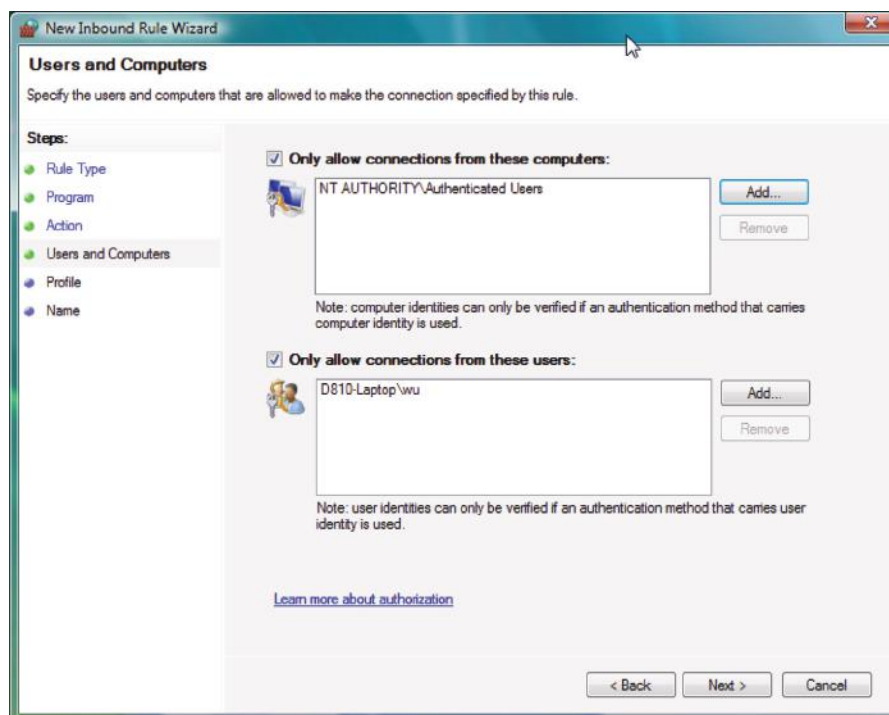 New Inbound Rule Wizard
Users and Computers
Specify the users and computers that are allowed to make the connection specified by this rule.
Steps:
Rule Type
Program
Action
Users and Computers
Profile
Name
Only allow connections from these computers:
NT AUTHORITY\Authenticated Users
Add...
Remove
Note: computer identities can only be verified if an authentication method that carries
computer identity is used.
Only allow connections from these users:
D810-Laptop\wu
Add...
Remove
Note: user identities can only be verified if an authentication method that carries user
identity is used.
Learn more about authorization
< Back
Next >
Cancel